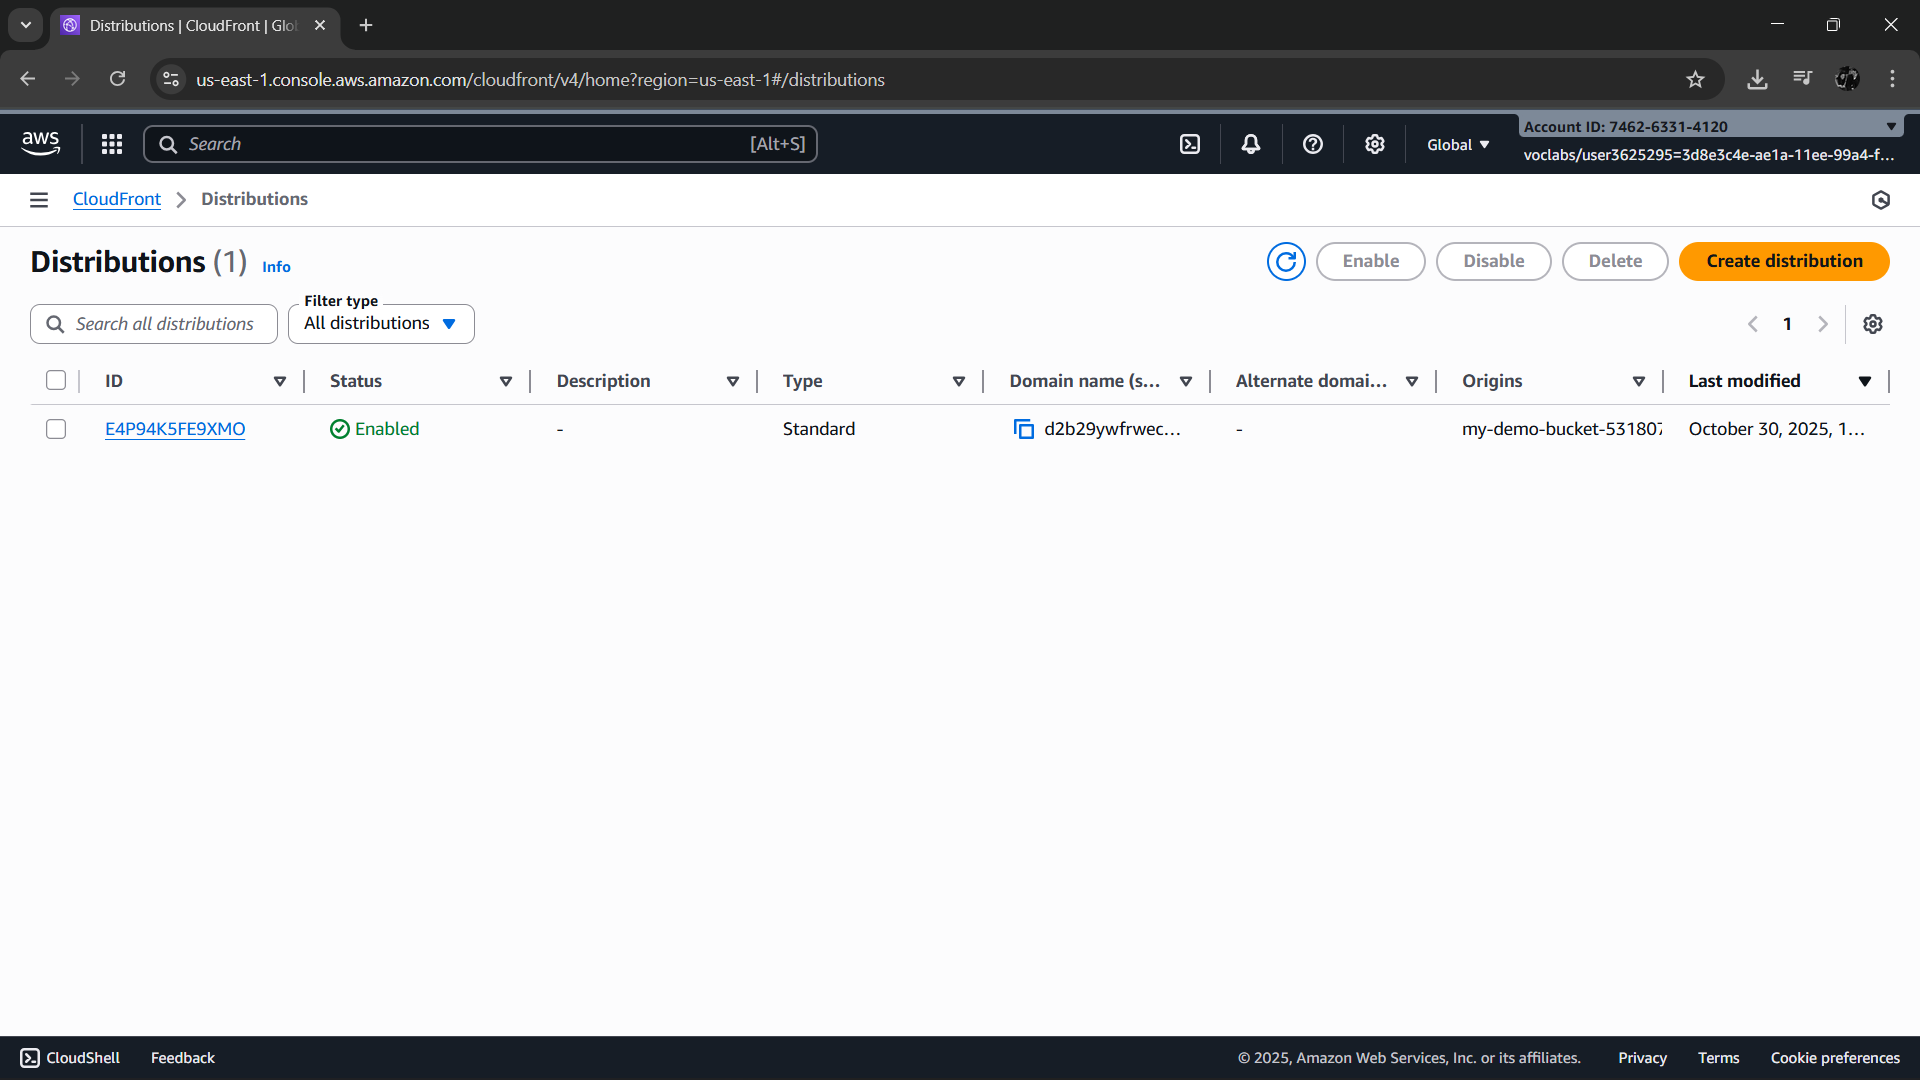 Distributions | CloudFront | Glo
us-east-1.console.aws.amazon.com/cloudfront/v4/home?region=us-east-1#/distributions
aws
Search
[Alt+S]
Global
Account ID: 7462-6331-4120
voclabs/user3625295=3d8e3c4e-ae1a-11ee-99a4-f...
CloudFront
Distributions
Distributions (1) Info
Enable
Disable
Delete
Create distribution
Search all distributions
Filter type
All distributions
1
ID
Status
Description
Type
Domain name (s...
Alternate domai...
Origins
Last modified
E4P94K5FE9XMO
Enabled
-
Standard
d2b29ywfrwec...
-
my-demo-bucket-531807
October 30, 2025, 1...
CloudShell
Feedback
© 2025, Amazon Web Services, Inc. or its affiliates.
Privacy
Terms
Cookie preferences